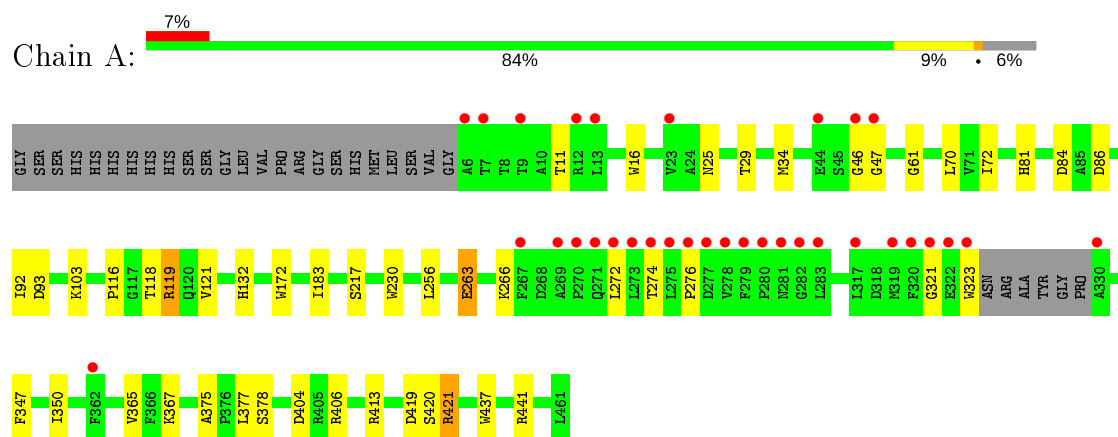 7%
Chain A:
84% 9% • 6%
GLY SER SER HIS HIS HIS HIS HIS HIS SER SER GLY LEU VAL PRO ARG GLY SER HIS MET LEU SER VAL GLY A6 T7 T8 T9 A10 T11 R12 L13 W16 V23 A24 N25 T29 M34 E44 S45 G46 G47 G61 L70 V71 I72 H81 D84 A85 D86
I92 D93 K103 P116 G117 T118 R119 Q120 V121 H132 W172 I183 S217 W230 L256 E263 K266 F267 D268 A269 P270 Q271 L272 L273 T274 L275 P276 D277 V278 F279 P280 N281 G282 L283 L317 D318 M319 F320 G321 E322 W323 ASN ARG ALA TYR GLY PRO A330
F347 I350 F362 V365 F366 K367 A375 P376 L377 S378 D404 R405 R406 R413 D419 S420 R421 W437 R441 L461